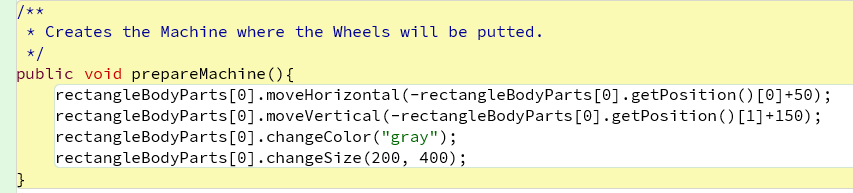 /**
 * Creates the Machine where the Wheels will be putted.
 */
public void prepareMachine(){
    rectangleBodyParts[0].moveHorizontal(-rectangleBodyParts[0].getPosition()[0]+50);
    rectangleBodyParts[0].moveVertical(-rectangleBodyParts[0].getPosition()[1]+150);
    rectangleBodyParts[0].changeColor("gray");
    rectangleBodyParts[0].changeSize(200, 400);
}